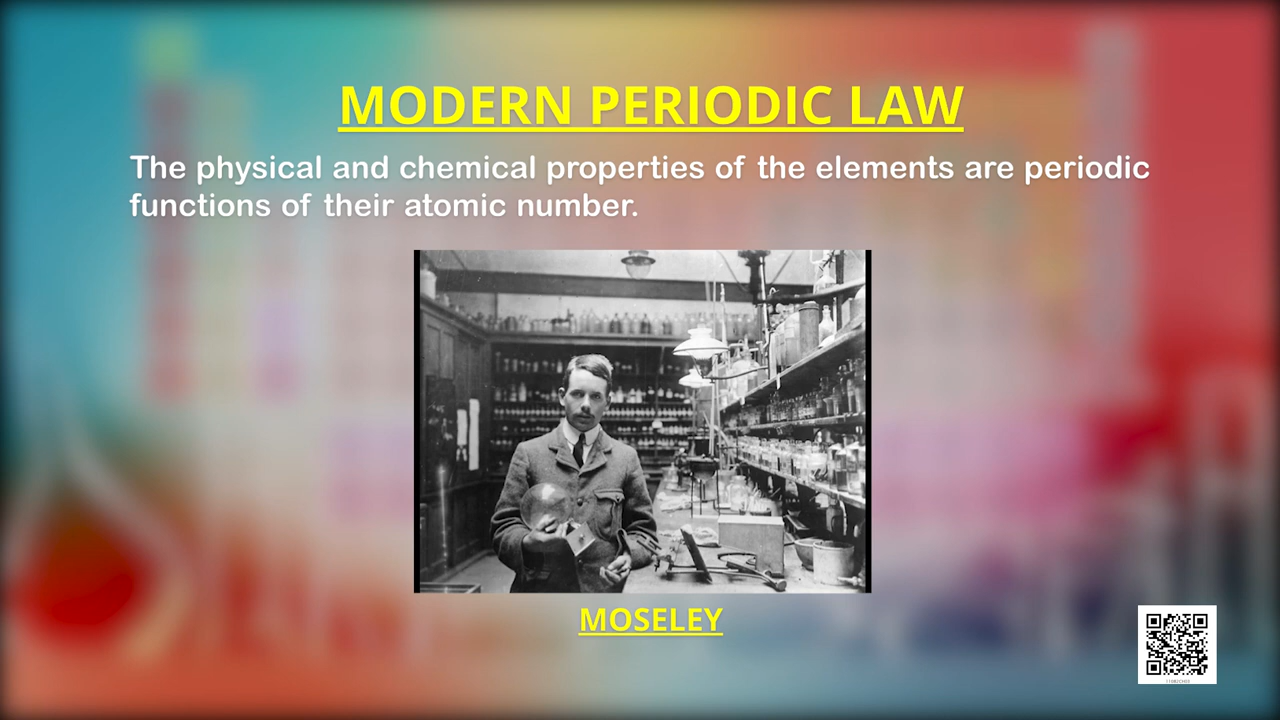 MODERN PERIODIC LAW
The physical and chemical properties of the elements are periodic
functions of their atomic number.
MOSELEY